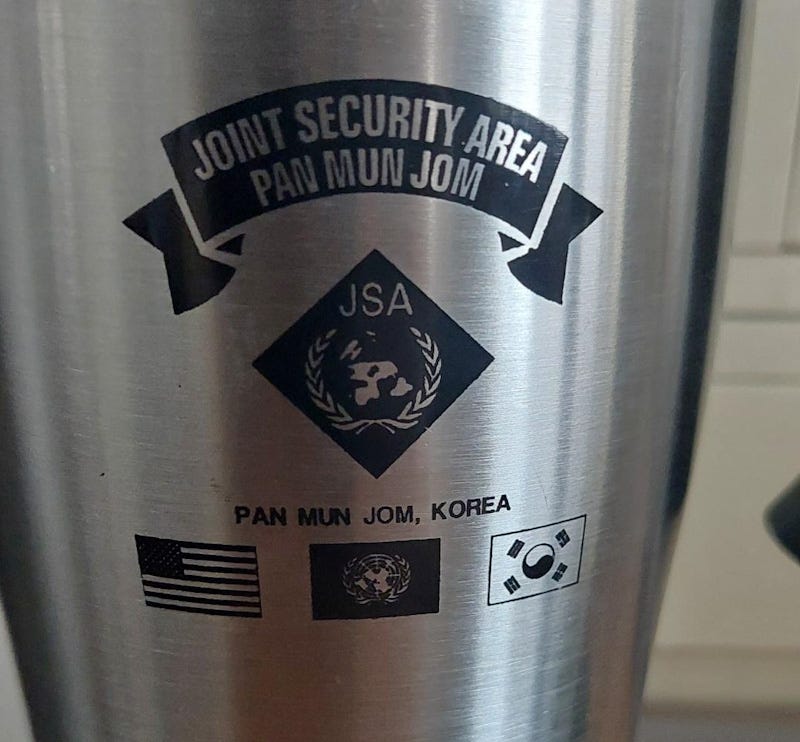 JOINT SECURITY AREA
PAN MUN JOM
JSA
PAN MUN JOM, KOREA